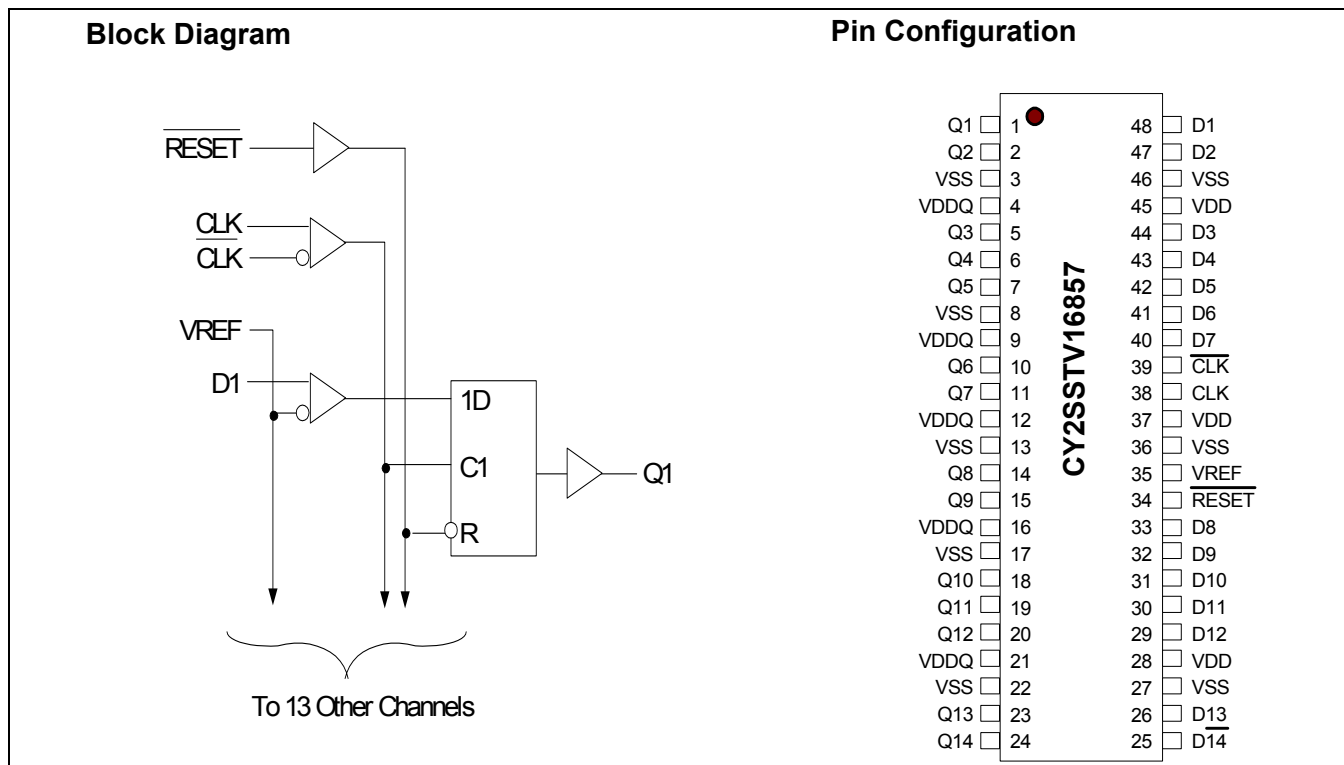 Block Diagram
RESET
CLK
CLK
VREF
D1
1D
C1
R
Q1
To 13 Other Channels
Pin Configuration
CY2SSTV16857
Q1 1 48 D1
Q2 2 47 D2
VSS 3 46 VSS
VDDQ 4 45 VDD
Q3 5 44 D3
Q4 6 43 D4
Q5 7 42 D5
VSS 8 41 D6
VDDQ 9 40 D7
Q6 10 39 CLK
Q7 11 38 CLK
VDDQ 12 37 VDD
VSS 13 36 VSS
Q8 14 35 VREF
Q9 15 34 RESET
VDDQ 16 33 D8
VSS 17 32 D9
Q10 18 31 D10
Q11 19 30 D11
Q12 20 29 D12
VDDQ 21 28 VDD
VSS 22 27 VSS
Q13 23 26 D13
Q14 24 25 D14